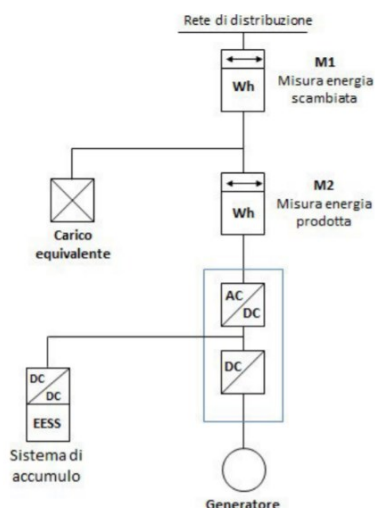 Rete di distribuzione
M1
Misura energia
scambiata
Wh
M2
Misura energia
prodotta
Wh
Carico
equivalente
AC
DC
DC
DC
DC
EESS
Sistema di
accumulo
Generatore